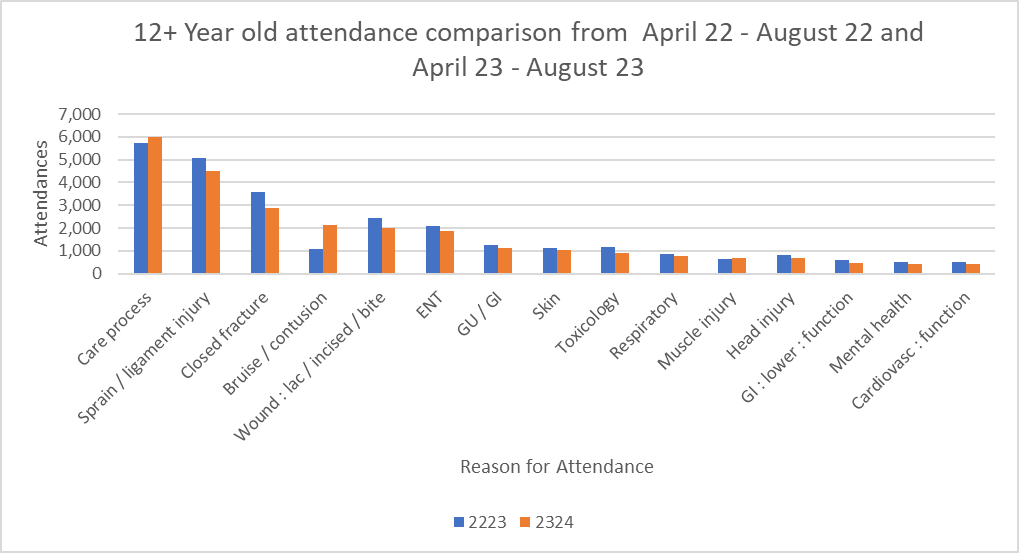 12+ Year old attendance comparison from  April 22 - August 22 and
April 23 - August 23
Attendances
7,000
6,000
5,000
4,000
3,000
2,000
1,000
0
Care process
Sprain / ligament injury
Closed fracture
Bruise / contusion
Wound : lac / incised / bite
ENT
GU / GI
Skin
Toxicology
Respiratory
Muscle injury
Head injury
GI : lower : function
Mental health
Cardiovasc : function
Reason for Attendance
2223
2324